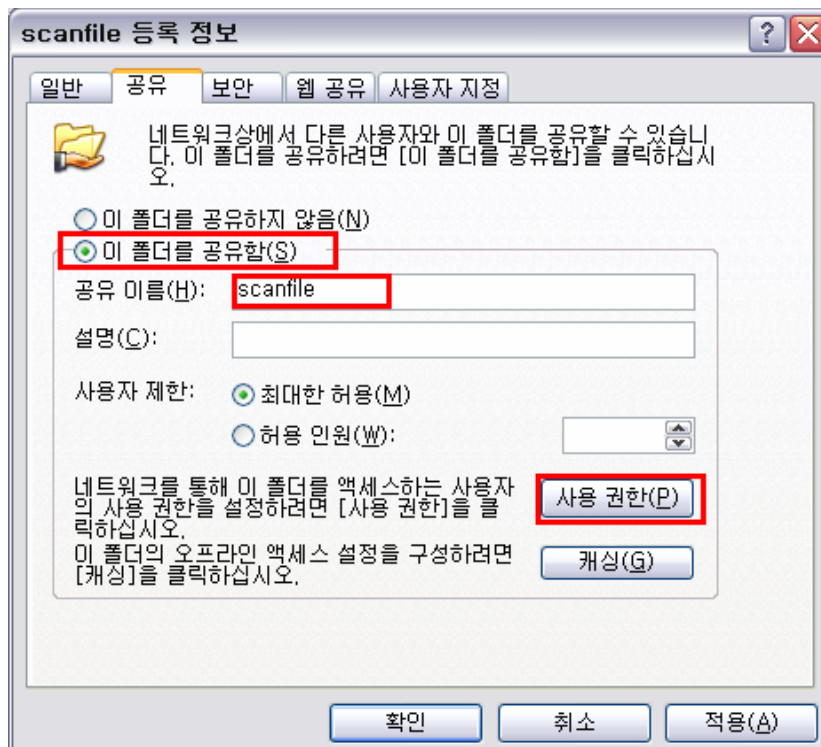 scanfile 등록 정보
일반 공유 보안 웹 공유 사용자 지정
네트워크상에서 다른 사용자와 이 폴더를 공유할 수 있습니
다. 이 폴더를 공유하려면 [이 폴더를 공유함]을 클릭하십시
오.
이 폴더를 공유하지 않음(N)
이 폴더를 공유함(S)
공유 이름(H): scanfile
설명(C):
사용자 제한: 최대한 허용(M)
허용 인원(W):
네트워크를 통해 이 폴더를 액세스하는 사용자
의 사용 권한을 설정하려면 [사용 권한]을 클
릭하십시오.
사용 권한(P)
이 폴더의 오프라인 액세스 설정을 구성하려면
[캐싱]을 클릭하십시오.
캐싱(G)
확인 취소 적용(A)